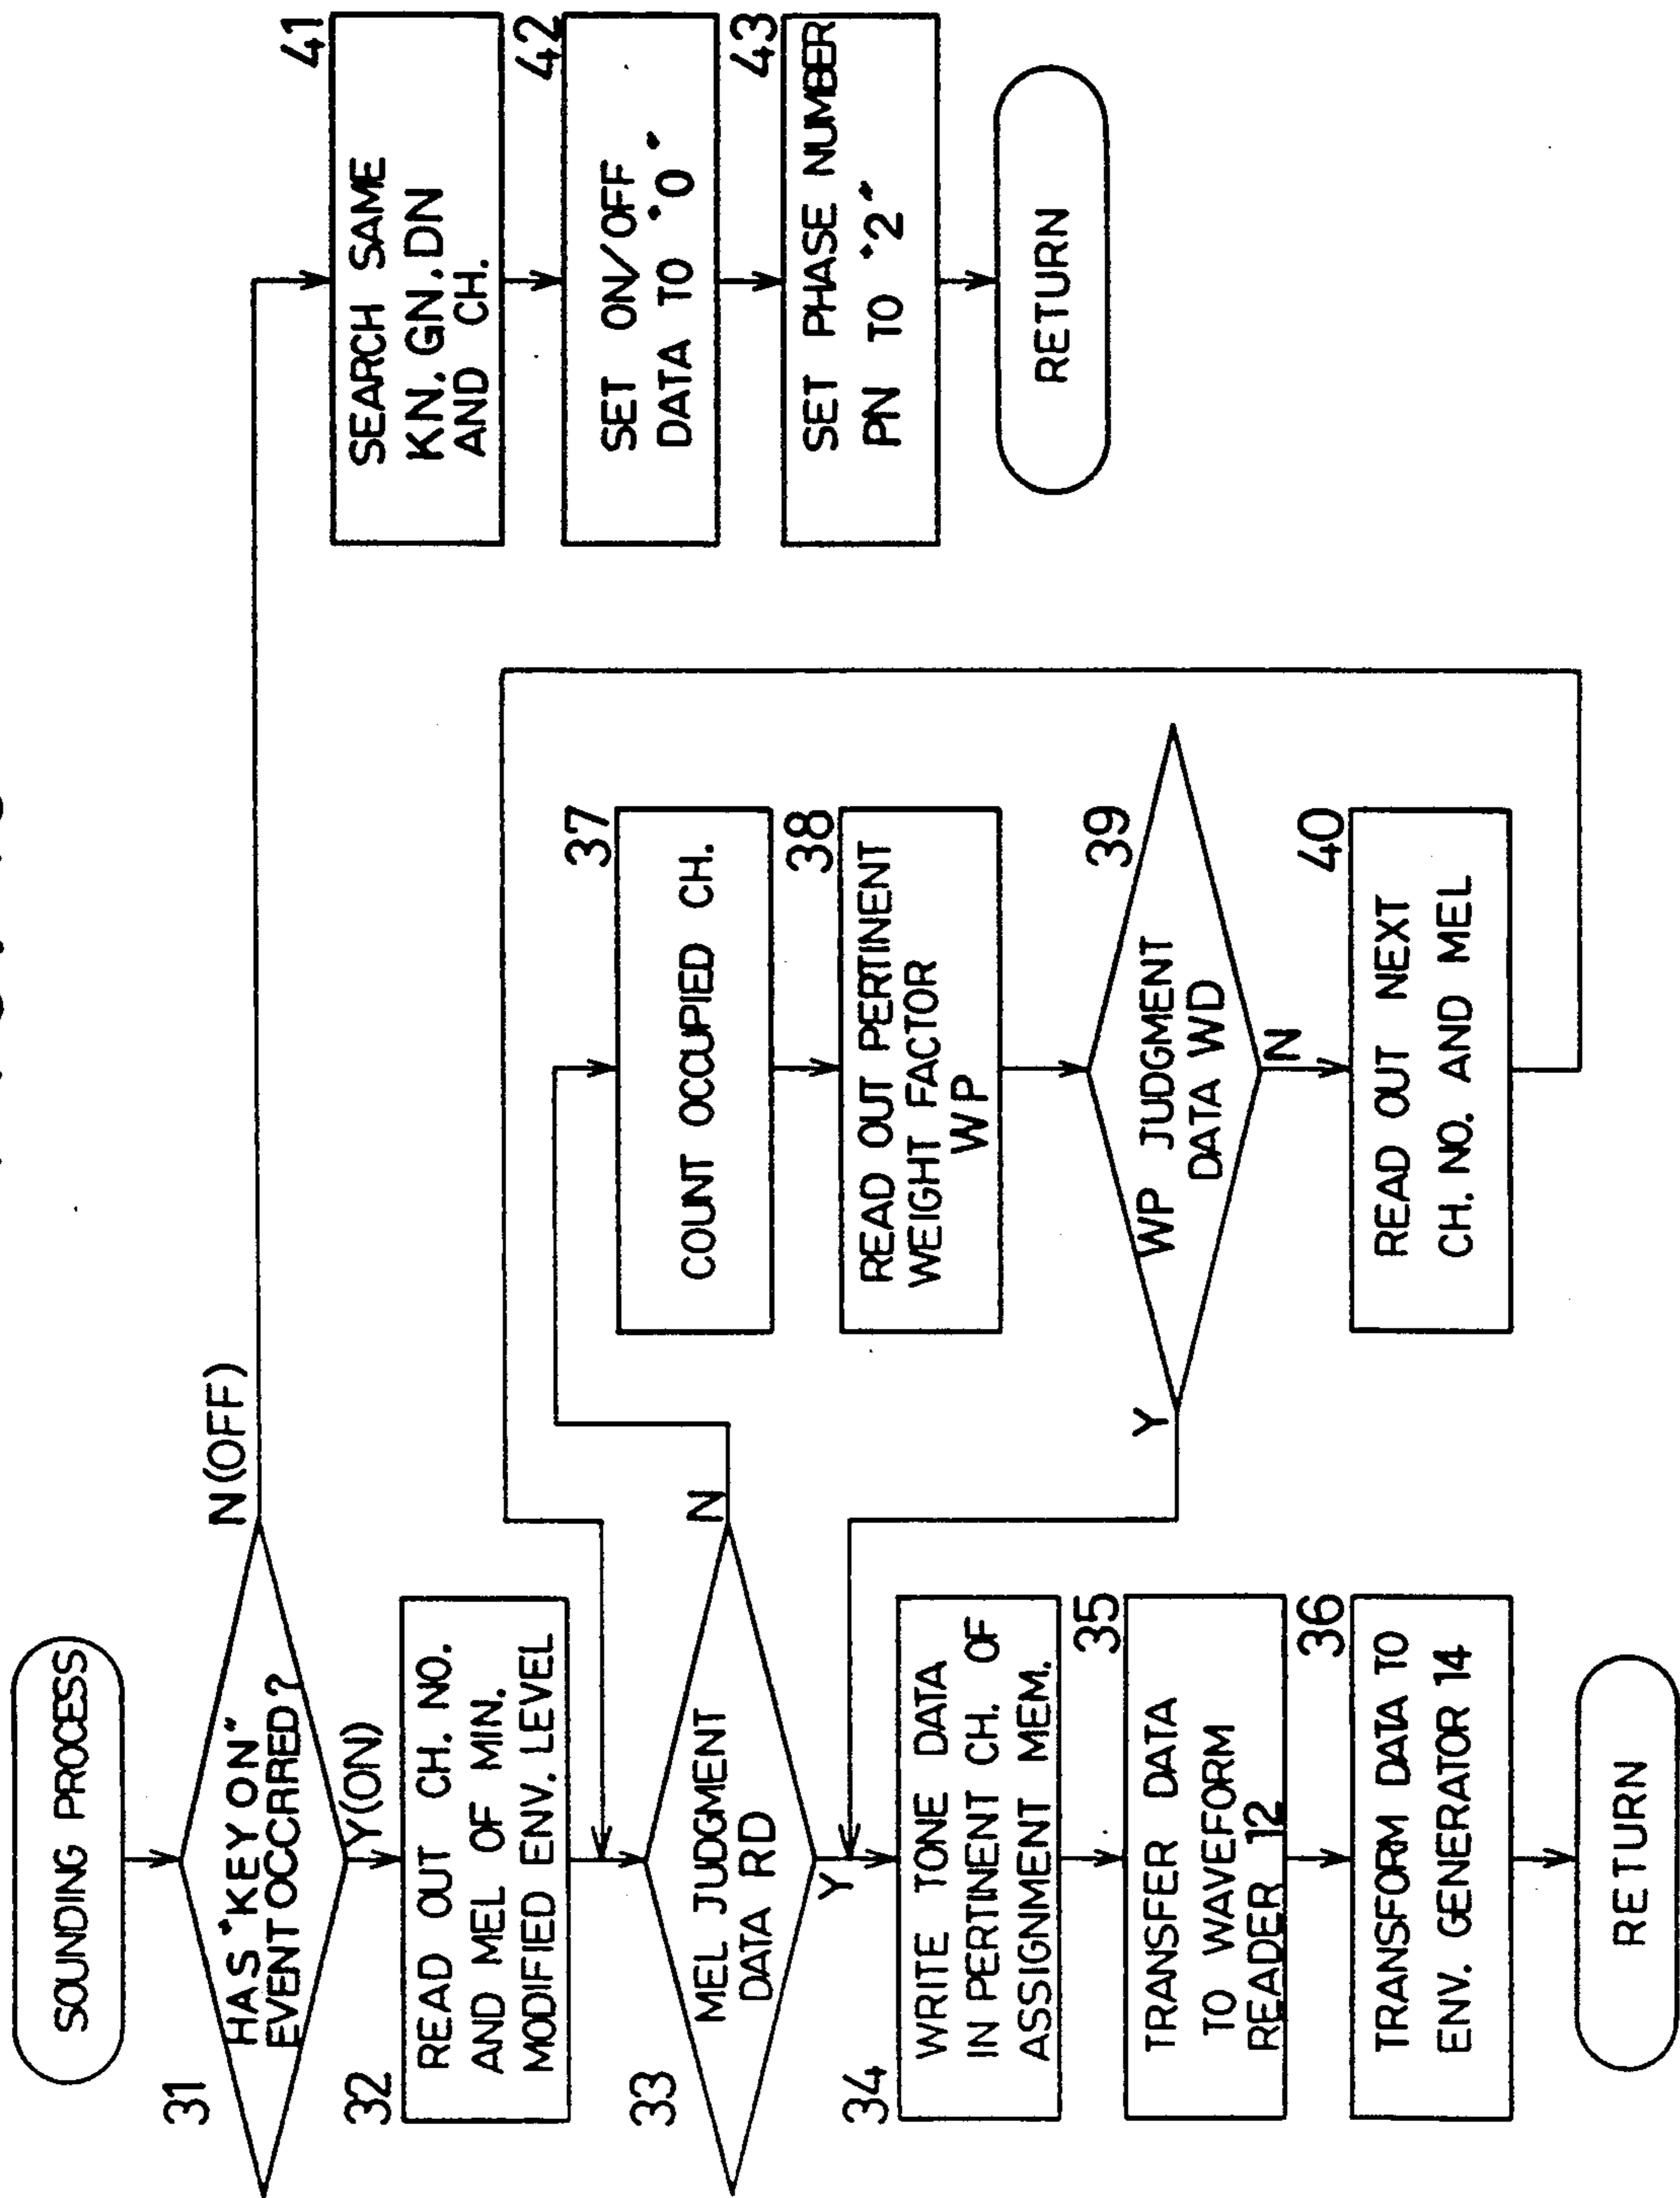 SOUNDING PROCESS
31
HAS "KEY ON"
EVENT OCCRRED?
N(OFF)
Y(ON)
32
READ OUT CH. NO.
AND MEL OF MIN.
MODIFIED ENV. LEVEL
33
MEL JUDGMENT
DATA RD
N
Y
34
WRITE TONE DATA
IN PERTINENT CH. OF
ASSIGNMENT MEM.
35
TRANSFER DATA
TO WAVEFORM
READER 12
36
TRANSFORM DATA TO
ENV. GENERATOR 14
RETURN
37
COUNT OCCUPIED CH.
38
READ OUT PERTINENT
WEIGHT FACTOR
WP
39
WP JUDGMENT
DATA WD
Y
N
40
READ OUT NEXT
CH. NO. AND MEL
41
SEARCH SAME
KN. GN. DN
AND CH.
42
SET ON/OFF
DATA TO "0"
43
SET PHASE NUMBER
PN TO "2"
RETURN